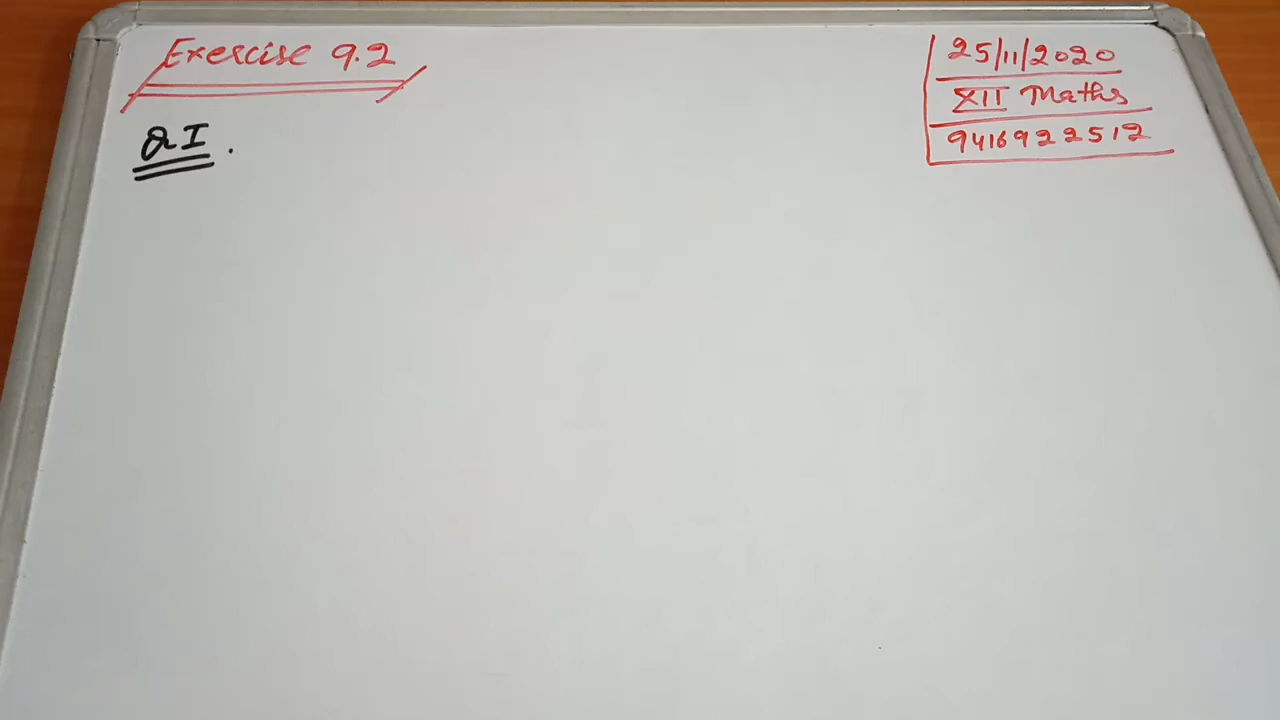 Exercise 9.2
25/11/2020
XII Maths
9416922512
Q I .